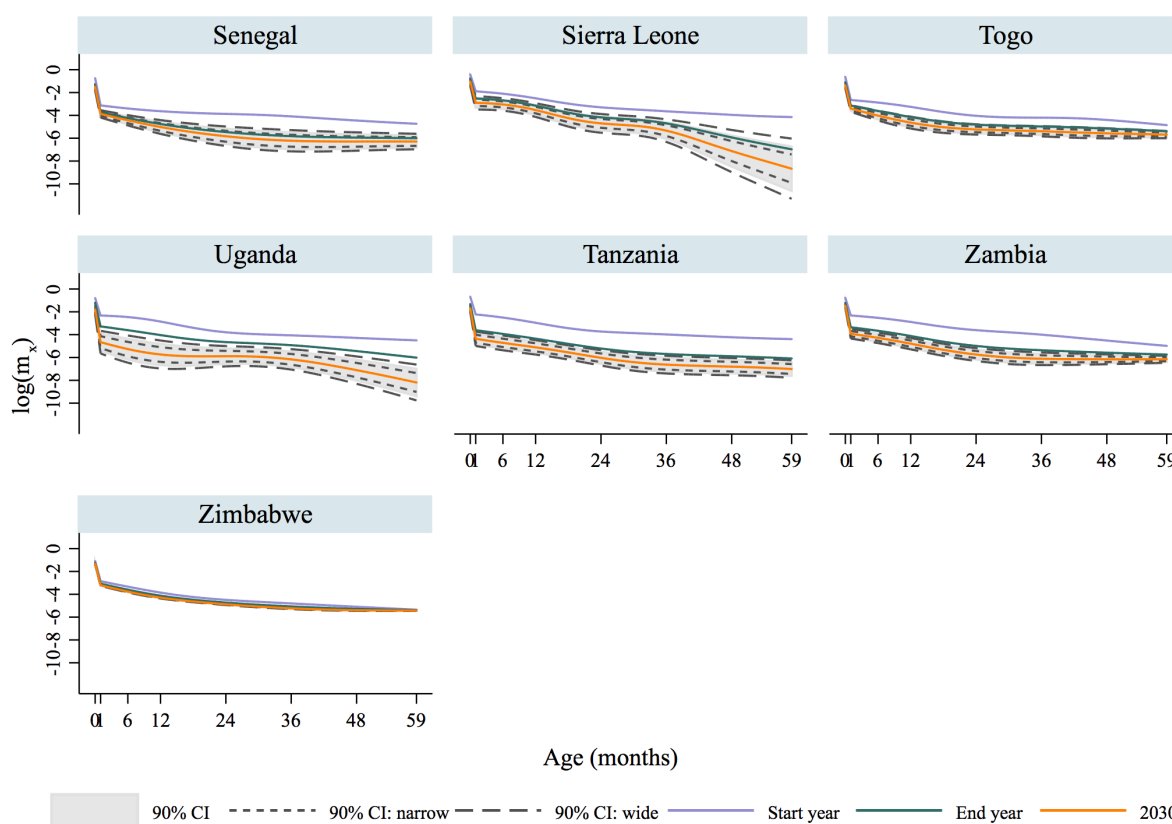 Senegal
Sierra Leone
Togo
0
-2
-4
-6
-8
-10
Uganda
Tanzania
Zambia
0
-2
-4
-6
-8
-10
log(m x)
0 1 6 12 24 36 48 59
0 1 6 12 24 36 48 59
Zimbabwe
0
-2
-4
-6
-8
-10
0 1 6 12 24 36 48 59
Age (months)
90% CI 90% CI: narrow 90% CI: wide Start year End year 2030